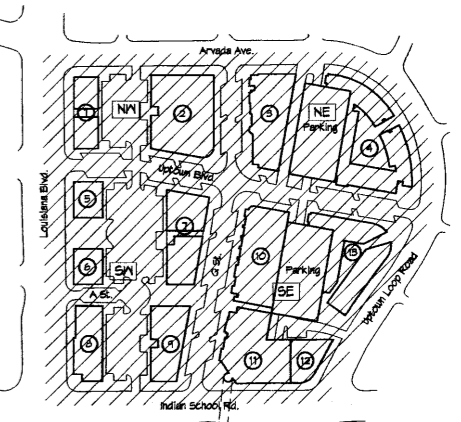 Arvada Ave.
1
NW
2
3
NE
Parking
4
Uptown Blvd.
Louisiana Blvd.
5
7
6
SW
A St.
Q St.
10
Parking
SE
13
Uptown Loop Road
8
9
11
12
Indian School Rd.